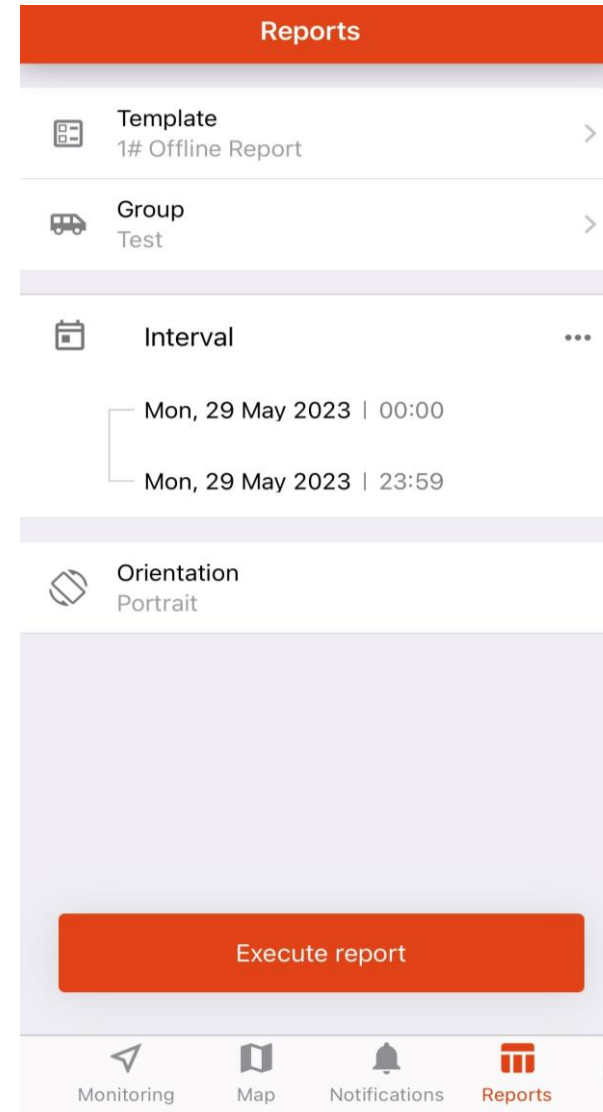 Reports
Template
1# Offline Report
Group
Test
Interval
Mon, 29 May 2023 | 00:00
Mon, 29 May 2023 | 23:59
Orientation
Portrait
Execute report
Monitoring Map Notifications Reports